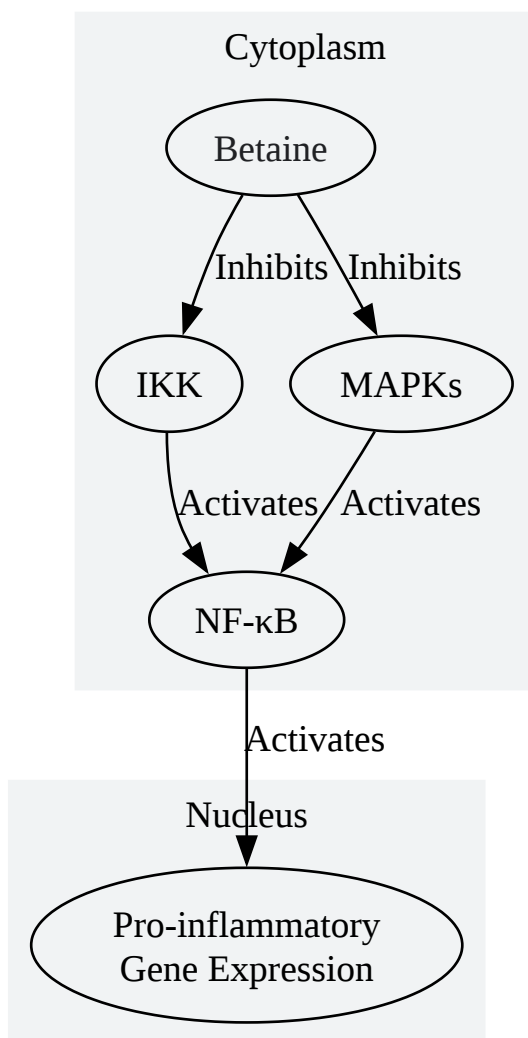 Cytoplasm
Betaine
Inhibits Inhibits
IKK MAPKs
Activates Activates
NF-κB
Activates
Nucleus
Pro-inflammatory
Gene Expression